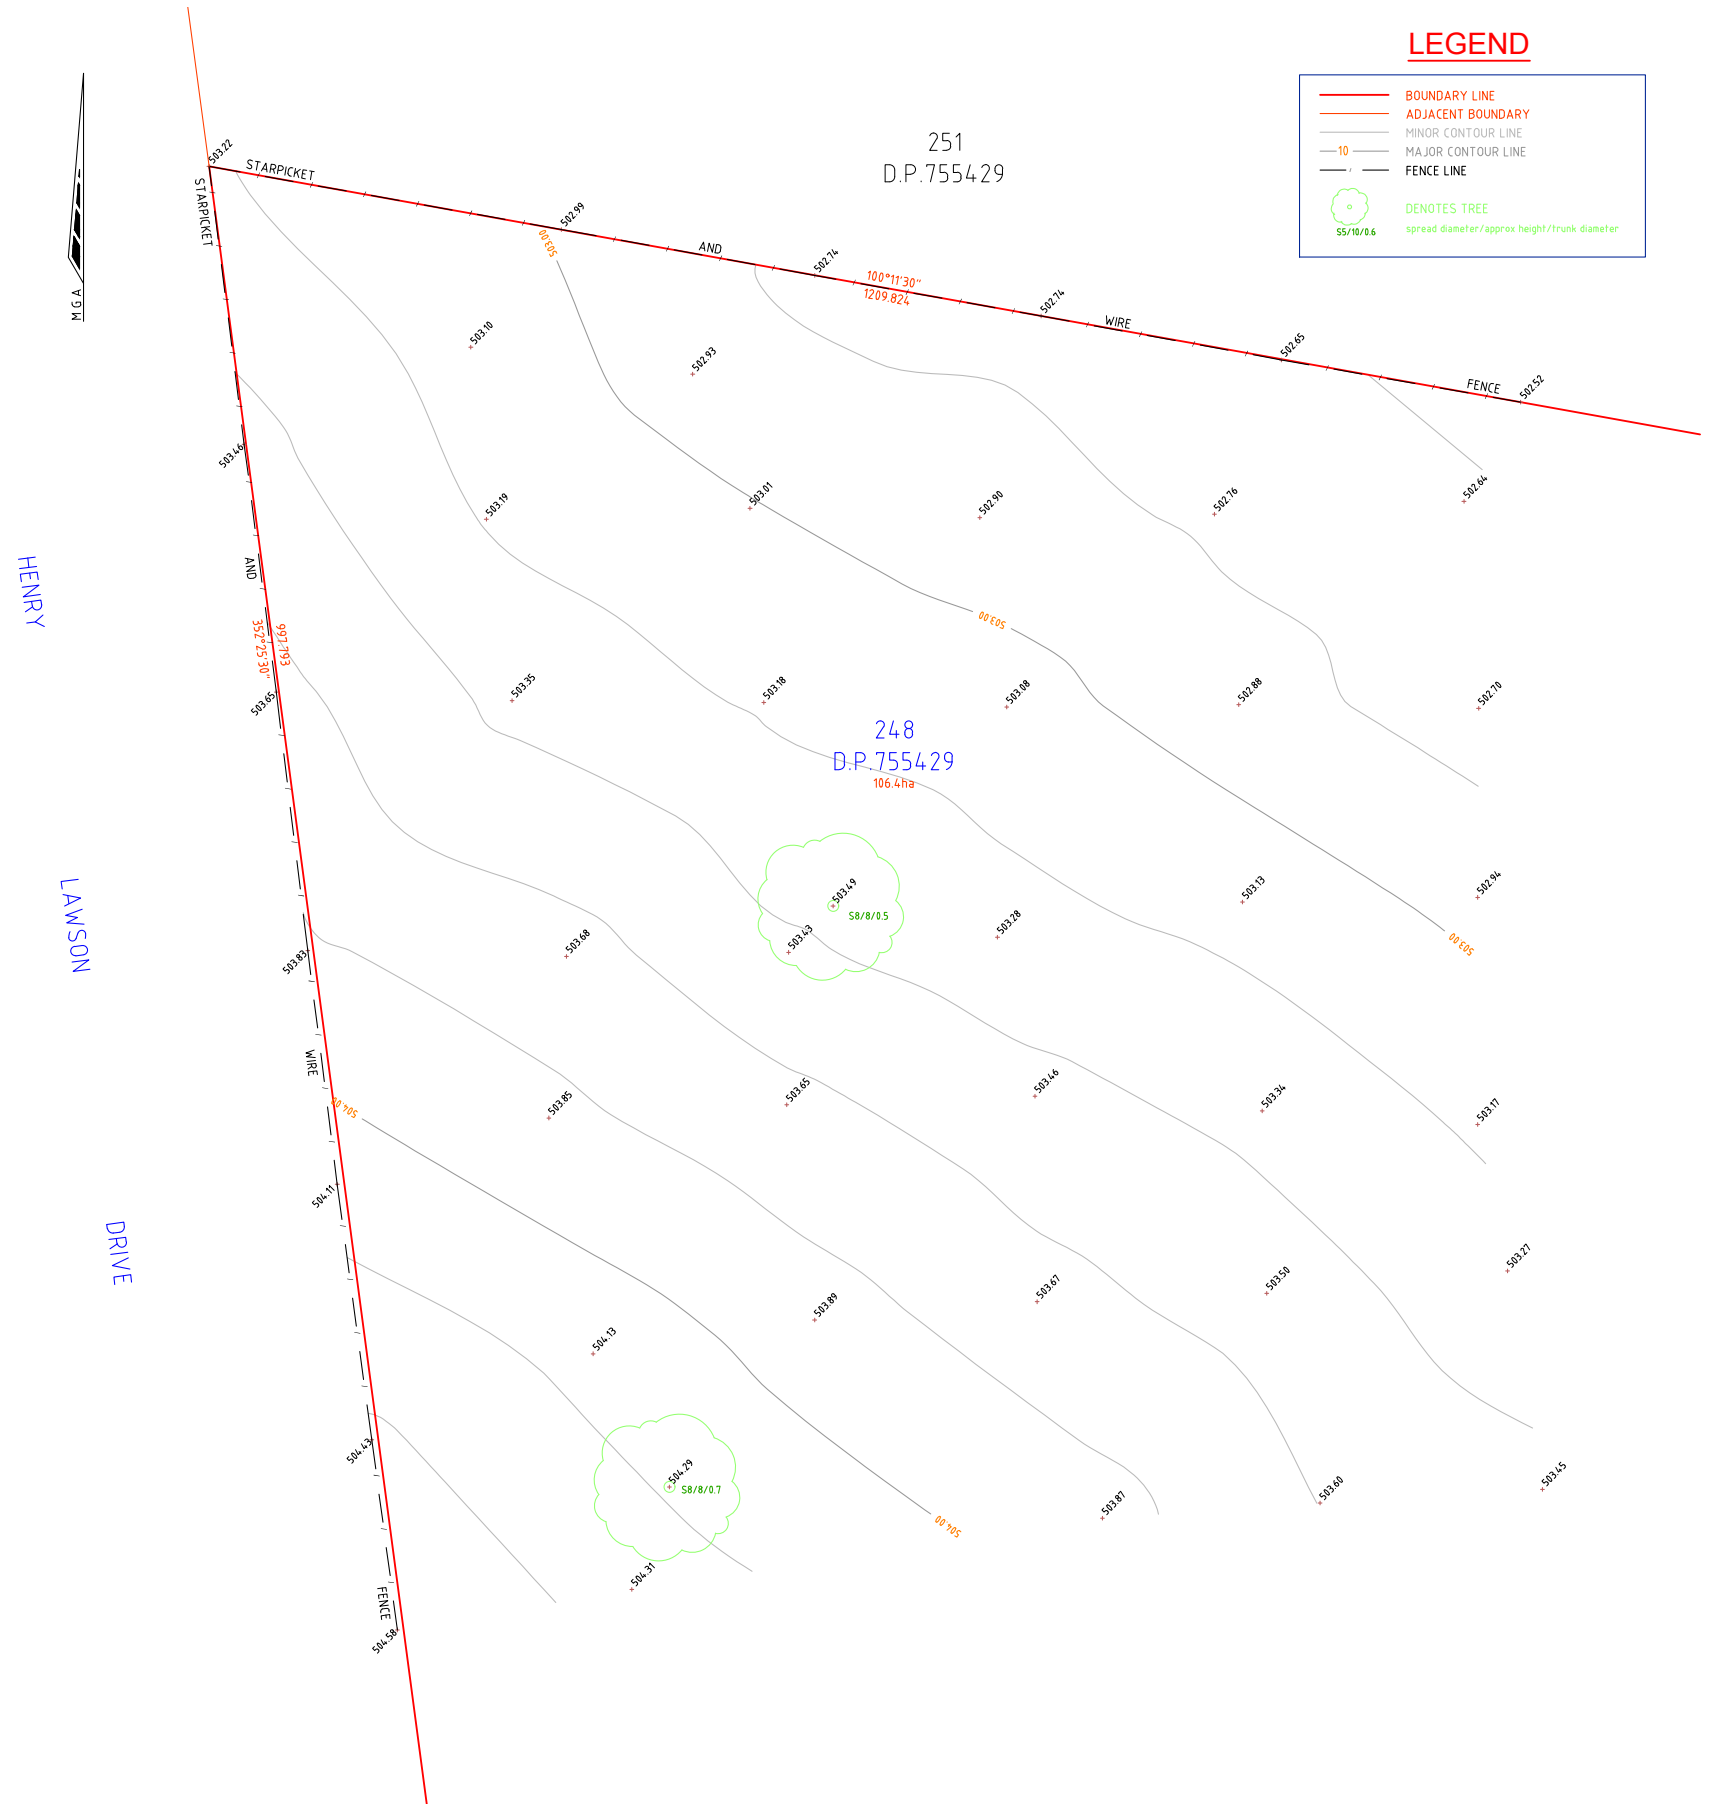 LEGEND
BOUNDARY LINE
ADJACENT BOUNDARY
MINOR CONTOUR LINE
10 MAJOR CONTOUR LINE
FENCE LINE
DENOTES TREE
S5/10/0.6
spread diameter/approx height/trunk diameter
MGA
251
D.P.755429
503.22
STARPICKET
AND
WIRE
FENCE
100°11'30"
1209.824
502.99
502.74
502.74
502.65
502.52
503.00
503.10
502.93
STARPICKET
AND
WIRE
FENCE
352°25'30"
997.793
503.46
503.65
503.83
504.11
504.43
504.58
HENRY
LAWSON
DRIVE
503.19
503.01
502.90
502.76
502.64
503.00
503.35
503.18
503.08
502.88
502.70
248
D.P.755429
106.4ha
503.49
S8/8/0.5
503.43
503.68
503.28
503.13
502.94
503.00
504.00
503.85
503.65
503.46
503.34
503.17
504.13
503.89
503.67
503.50
503.27
504.29
S8/8/0.7
504.31
504.00
503.87
503.60
503.45